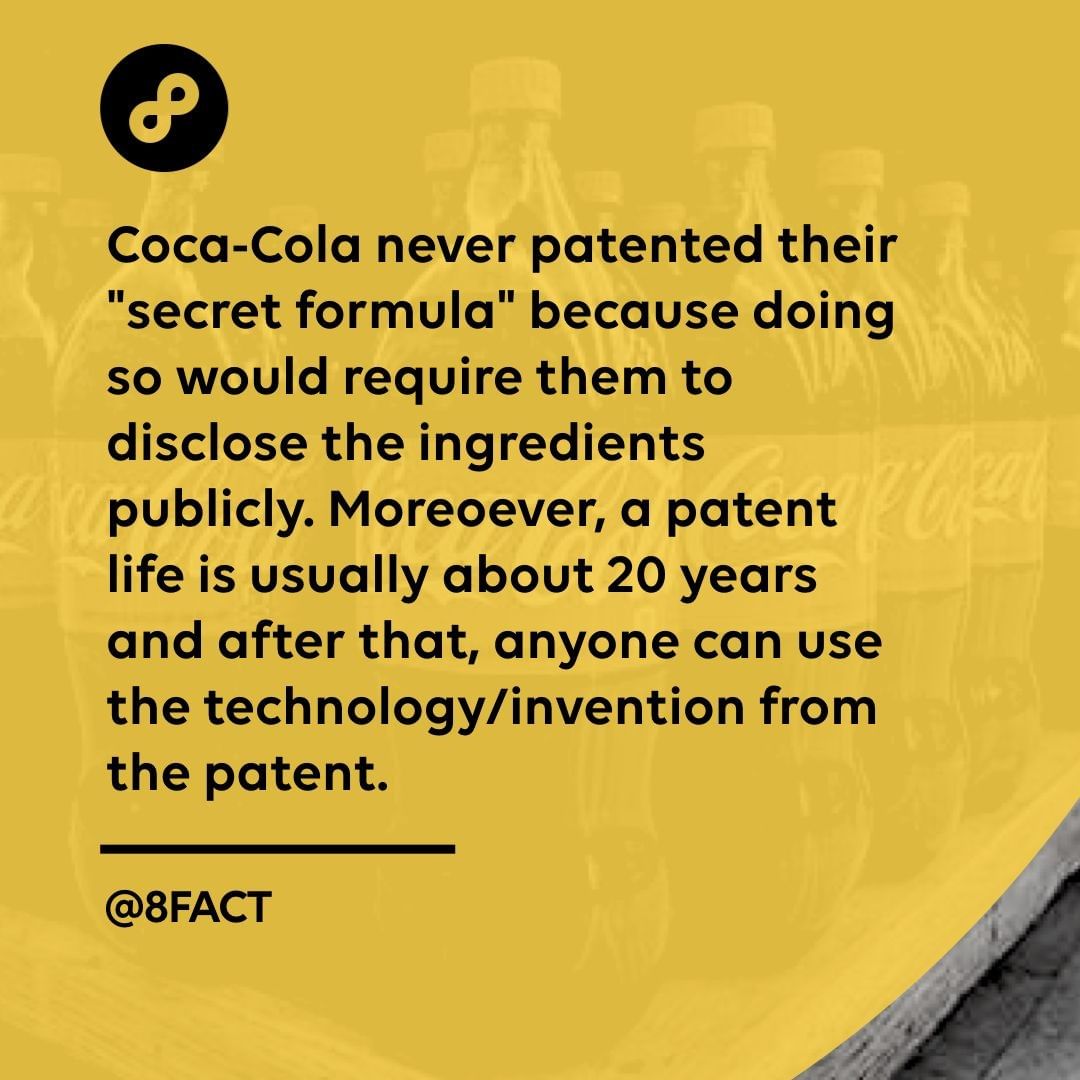 Coca-Cola never patented their
"secret formula" because doing
so would require them to
disclose the ingredients
publicly. Moreoever, a patent
life is usually about 20 years
and after that, anyone can use
the technology/invention from
the patent.
@8FACT